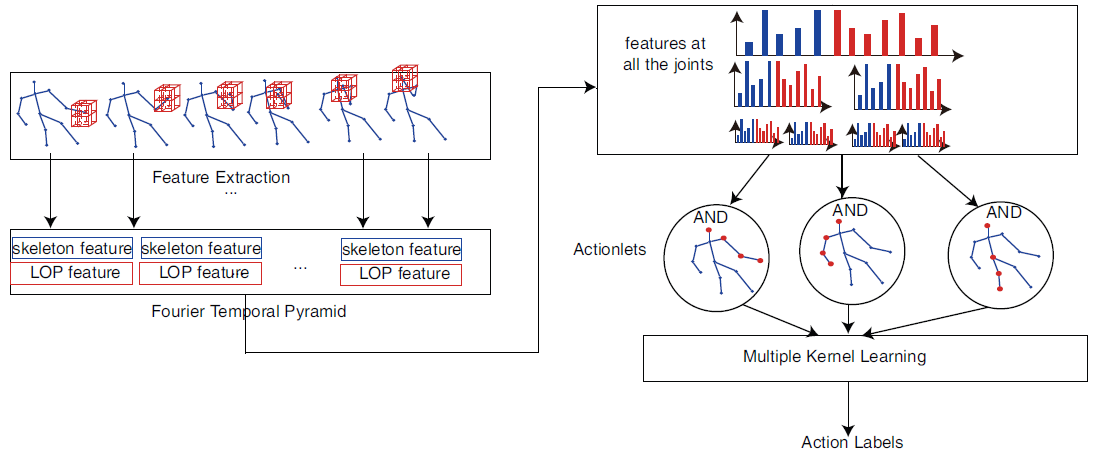 Feature Extraction
...
skeleton feature
LOP feature
skeleton feature
LOP feature
...
skeleton feature
LOP feature
Fourier Temporal Pyramid
features at
all the joints
Actionlets
AND
AND
AND
Multiple Kernel Learning
Action Labels